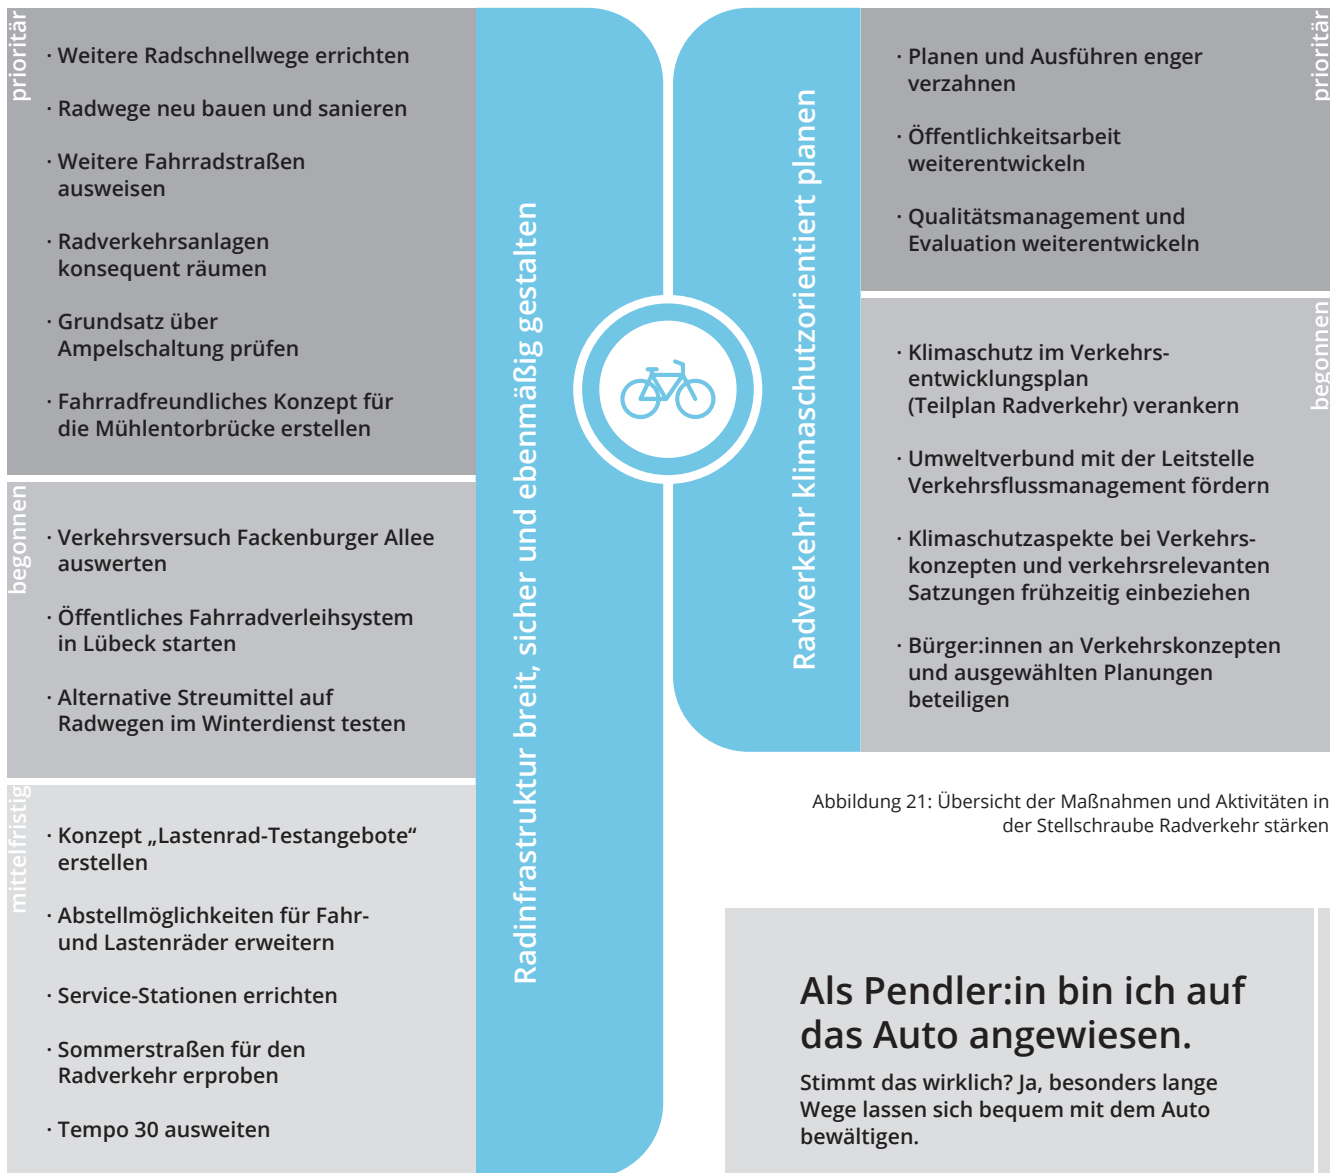 prioritär
· Weitere Radschnellwege errichten
· Radwege neu bauen und sanieren
· Weitere Fahrradstraßen
ausweisen
· Radverkehrsanlagen
konsequent räumen
· Grundsatz über
Ampelschaltung prüfen
· Fahrradfreundliches Konzept für
die Mühlentorbrücke erstellen
begonnen
· Verkehrsversuch Fackenburger Allee
auswerten
· Öffentliches Fahrradverleihsystem
in Lübeck starten
· Alternative Streumittel auf
Radwegen im Winterdienst testen
mittelfristig
· Konzept „Lastenrad-Testangebote“
erstellen
· Abstellmöglichkeiten für Fahr-
und Lastenräder erweitern
· Service-Stationen errichten
· Sommerstraßen für den
Radverkehr erproben
· Tempo 30 ausweiten
Radinfrastruktur breit, sicher und ebenmäßig gestalten
Radverkehr klimaschutzorientiert planen
prioritär
· Planen und Ausführen enger
verzahnen
· Öffentlichkeitsarbeit
weiterentwickeln
· Qualitätsmanagement und
Evaluation weiterentwickeln
begonnen
· Klimaschutz im Verkehrs-
entwicklungsplan
(Teilplan Radverkehr) verankern
· Umweltverbund mit der Leitstelle
Verkehrsflussmanagement fördern
· Klimaschutzaspekte bei Verkehrs-
konzepten und verkehrsrelevanten
Satzungen frühzeitig einbeziehen
· Bürger:innen an Verkehrskonzepten
und ausgewählten Planungen
beteiligen
Abbildung 21: Übersicht der Maßnahmen und Aktivitäten in
der Stellschraube Radverkehr stärken
Als Pendler:in bin ich auf
das Auto angewiesen.
Stimmt das wirklich? Ja, besonders lange
Wege lassen sich bequem mit dem Auto
bewältigen.